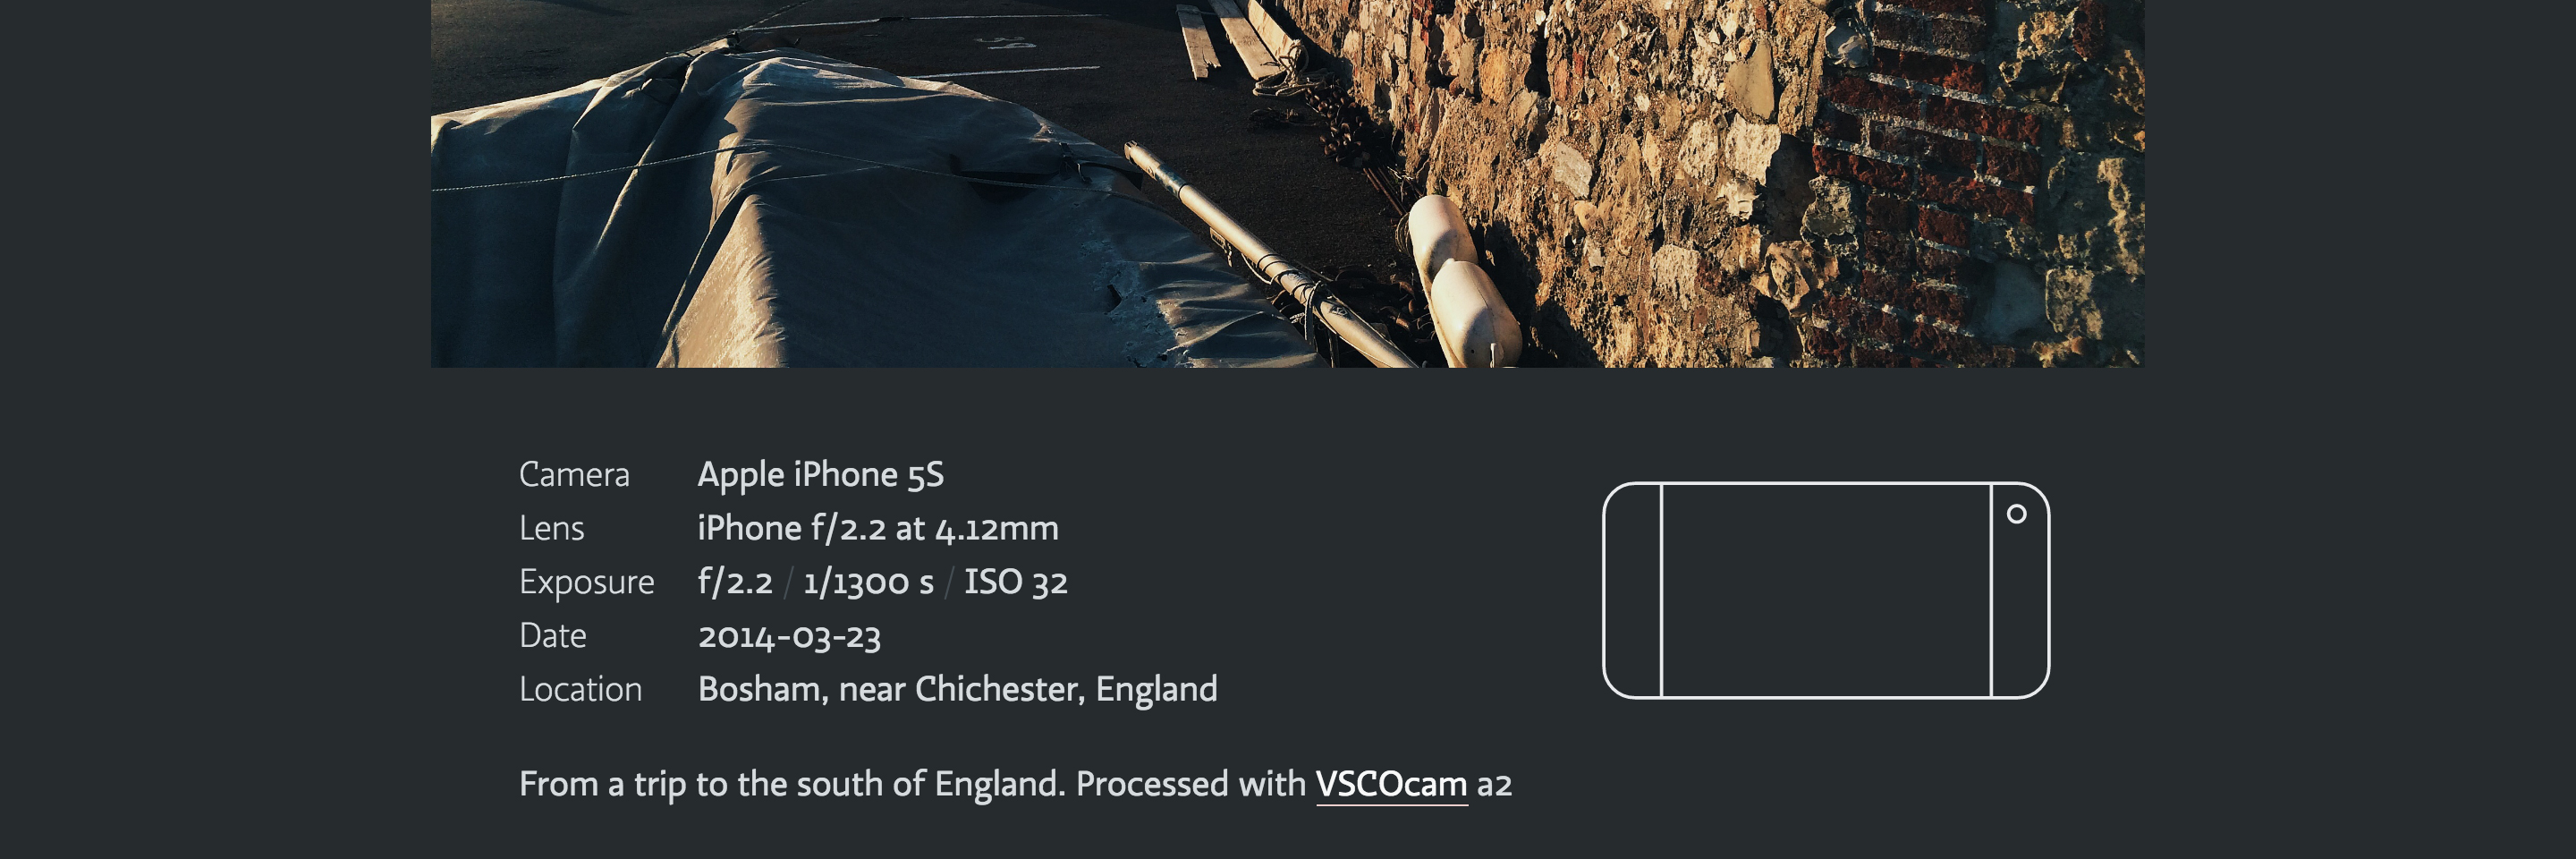 Camera Apple iPhone 5S
Lens iPhone f/2.2 at 4.12mm
Exposure f/2.2 / 1/1300 s / ISO 32
Date 2014-03-23
Location Bosham, near Chichester, England
From a trip to the south of England. Processed with VSCOcam a2